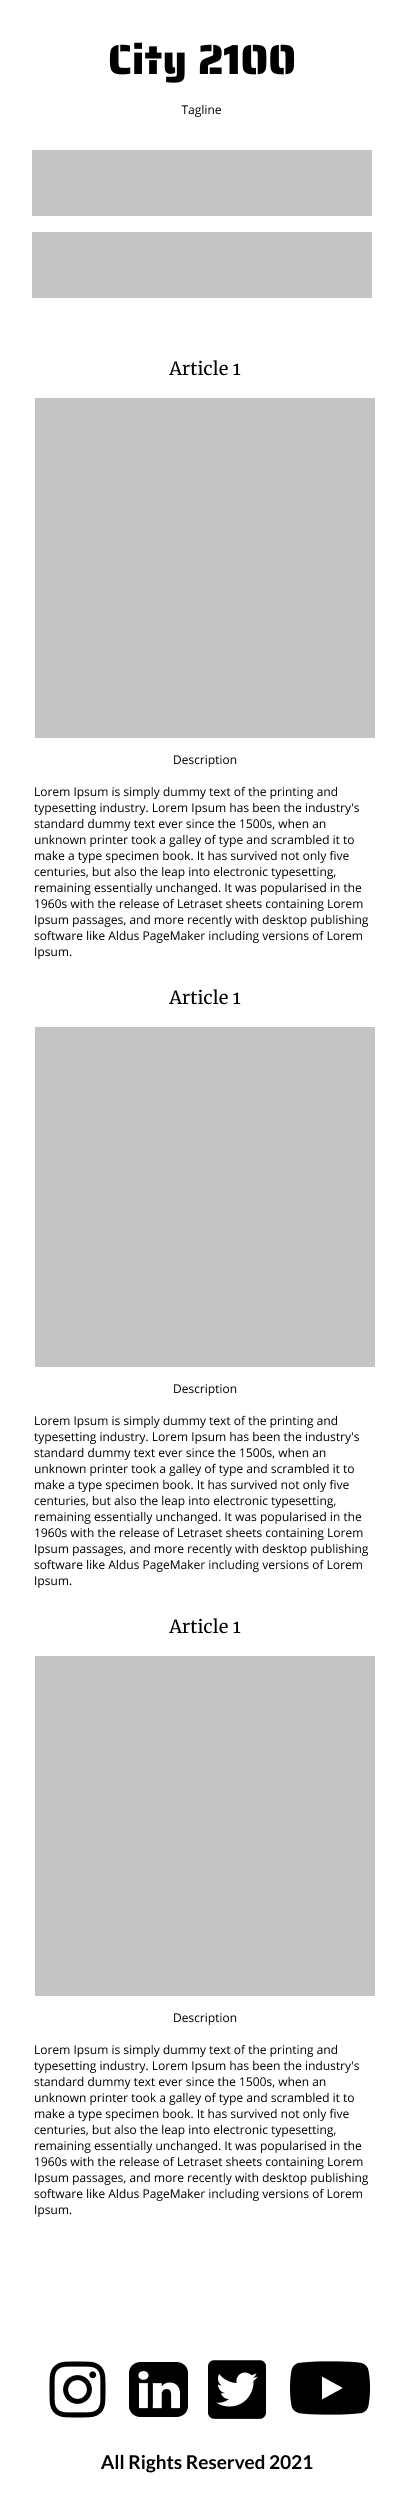 City 2100
Tagline
Article 1
Description
Lorem Ipsum is simply dummy text of the printing and
typesetting industry. Lorem Ipsum has been the industry's
standard dummy text ever since the 1500s, when an
unknown printer took a galley of type and scrambled it to
make a type specimen book. It has survived not only five
centuries, but also the leap into electronic typesetting,
remaining essentially unchanged. It was popularised in the
1960s with the release of Letraset sheets containing Lorem
Ipsum passages, and more recently with desktop publishing
software like Aldus PageMaker including versions of Lorem
Ipsum.
Article 1
Description
Lorem Ipsum is simply dummy text of the printing and
typesetting industry. Lorem Ipsum has been the industry's
standard dummy text ever since the 1500s, when an
unknown printer took a galley of type and scrambled it to
make a type specimen book. It has survived not only five
centuries, but also the leap into electronic typesetting,
remaining essentially unchanged. It was popularised in the
1960s with the release of Letraset sheets containing Lorem
Ipsum passages, and more recently with desktop publishing
software like Aldus PageMaker including versions of Lorem
Ipsum.
Article 1
Description
Lorem Ipsum is simply dummy text of the printing and
typesetting industry. Lorem Ipsum has been the industry's
standard dummy text ever since the 1500s, when an
unknown printer took a galley of type and scrambled it to
make a type specimen book. It has survived not only five
centuries, but also the leap into electronic typesetting,
remaining essentially unchanged. It was popularised in the
1960s with the release of Letraset sheets containing Lorem
Ipsum passages, and more recently with desktop publishing
software like Aldus PageMaker including versions of Lorem
Ipsum.
in
All Rights Reserved 2021